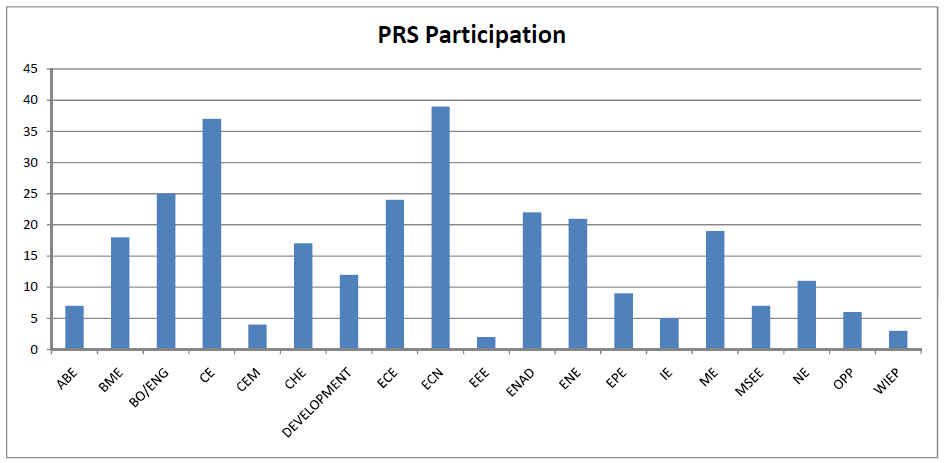 PRS Participation
45
40
35
30
25
20
15
10
5
0
ABE
BME
BO/ENG
CE
CEM
CHE
DEVELOPMENT
ECE
ECN
EEE
ENAD
ENE
EPE
IE
ME
MSEE
NE
OPP
WIEP